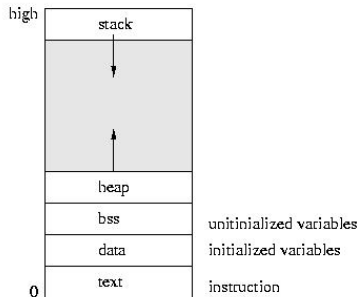 high
stack
heap
bss
unitinialized variables
data
initialized variables
text
0
instruction